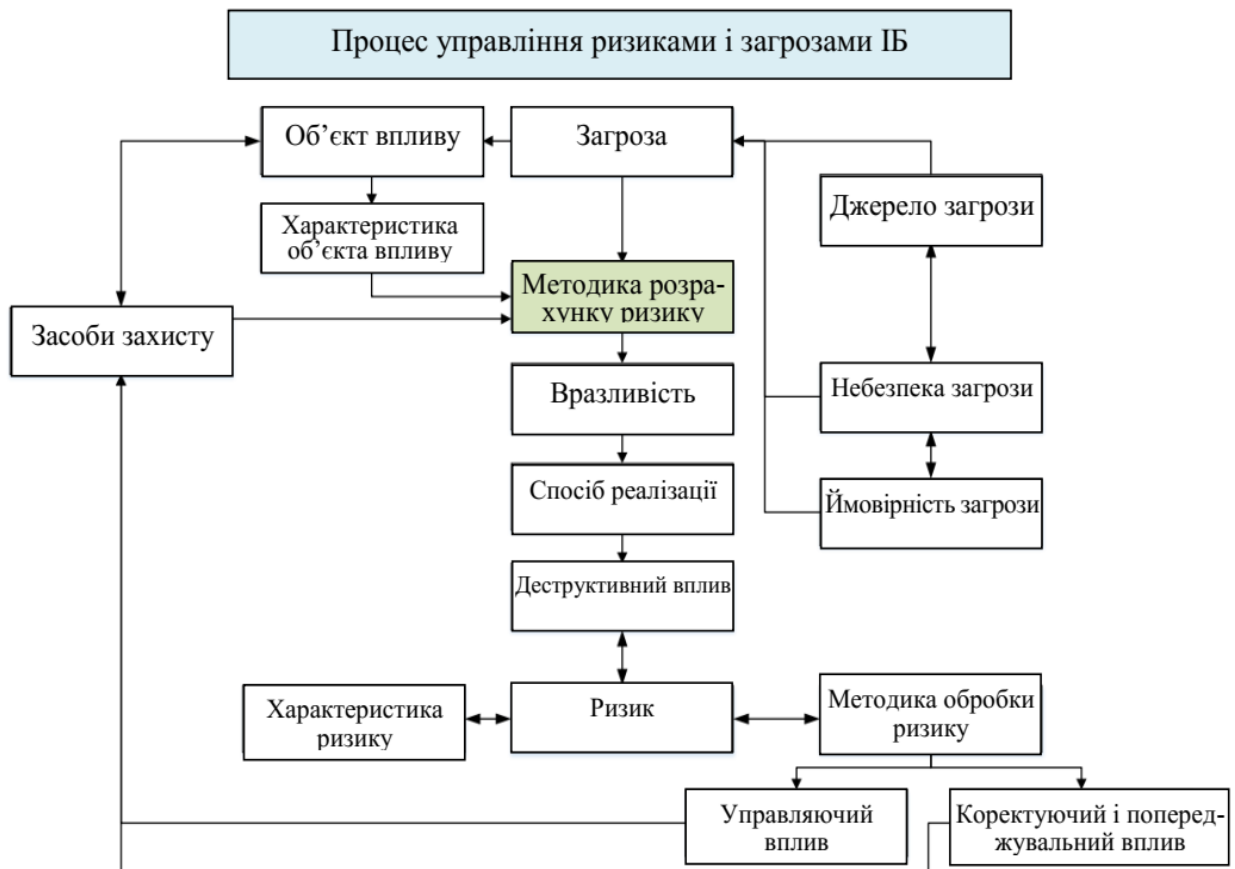 Процес управління ризиками і загрозами ІБ
Об’єкт впливу
Загроза
Джерело загрози
Характеристика
об’єкта впливу
Методика розра-
хунку ризику
Засоби захисту
Вразливість
Небезпека загрози
Спосіб реалізації
Ймовірність загрози
Деструктивний вплив
Характеристика
ризику
Ризик
Методика обробки
ризику
Управляючий
вплив
Коректуючий і поперед-
жувальний вплив